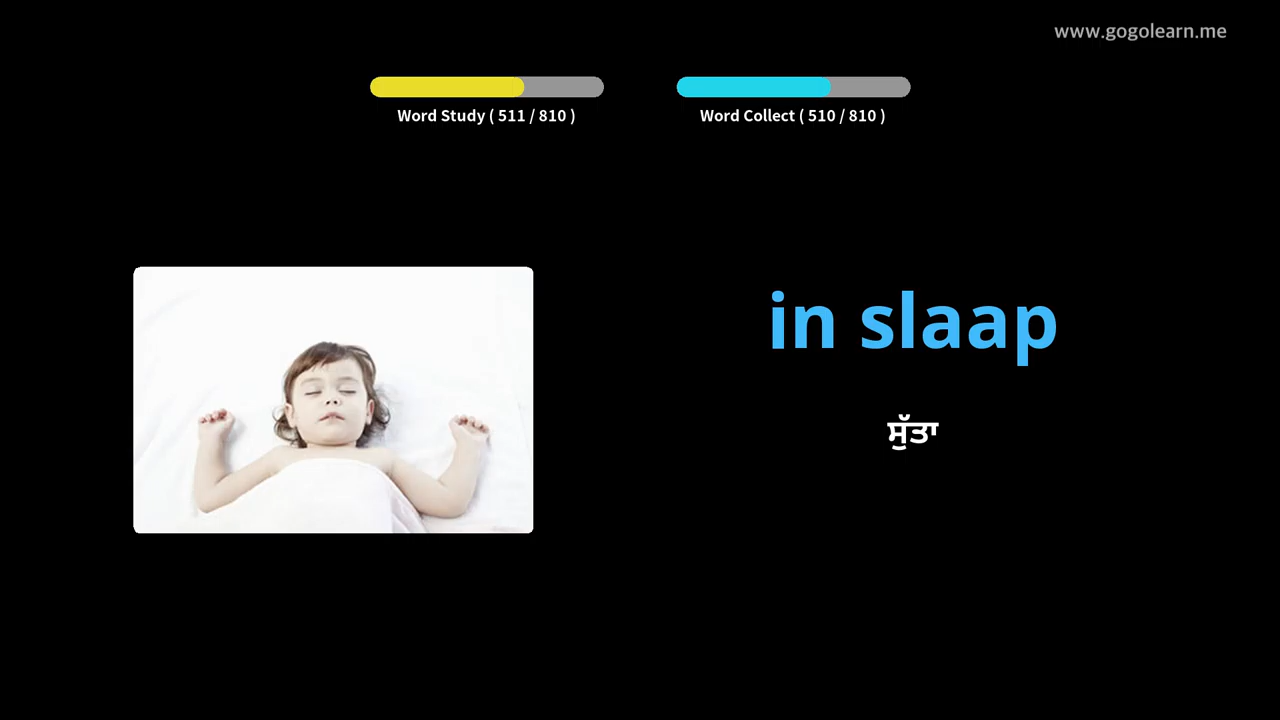 www.gogolearn.me
Word Study ( 511 / 810 )
Word Collect ( 510 / 810 )
in slaap
ਸੁੱਤਾ